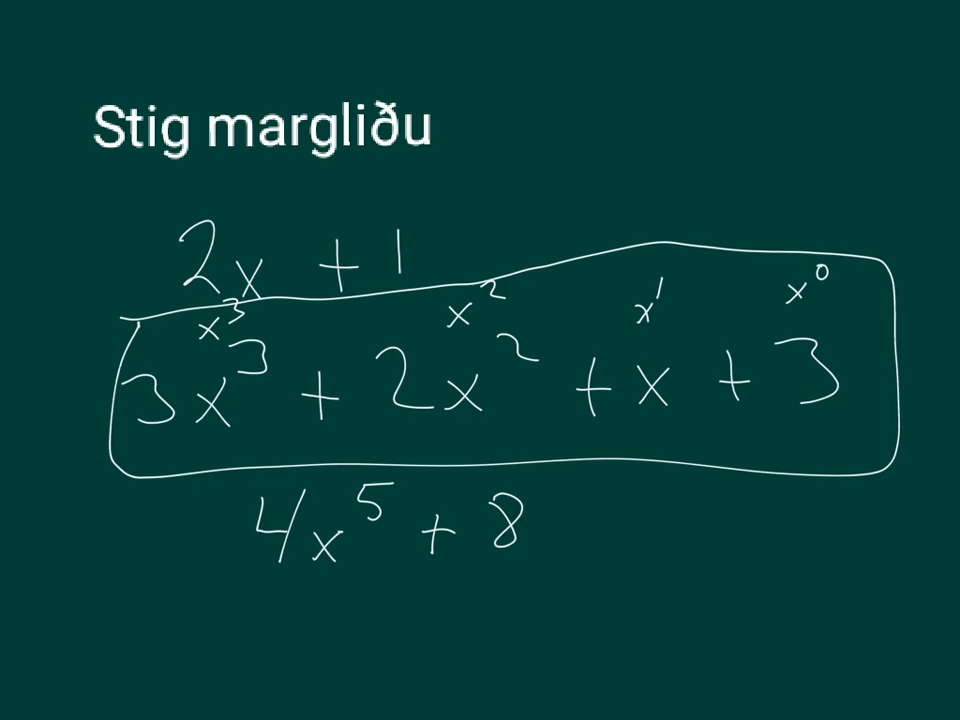 Stig margliðu
2x + 1
x³ x² x¹ x⁰
3x³ + 2x² + x + 3
4x⁵ + 8